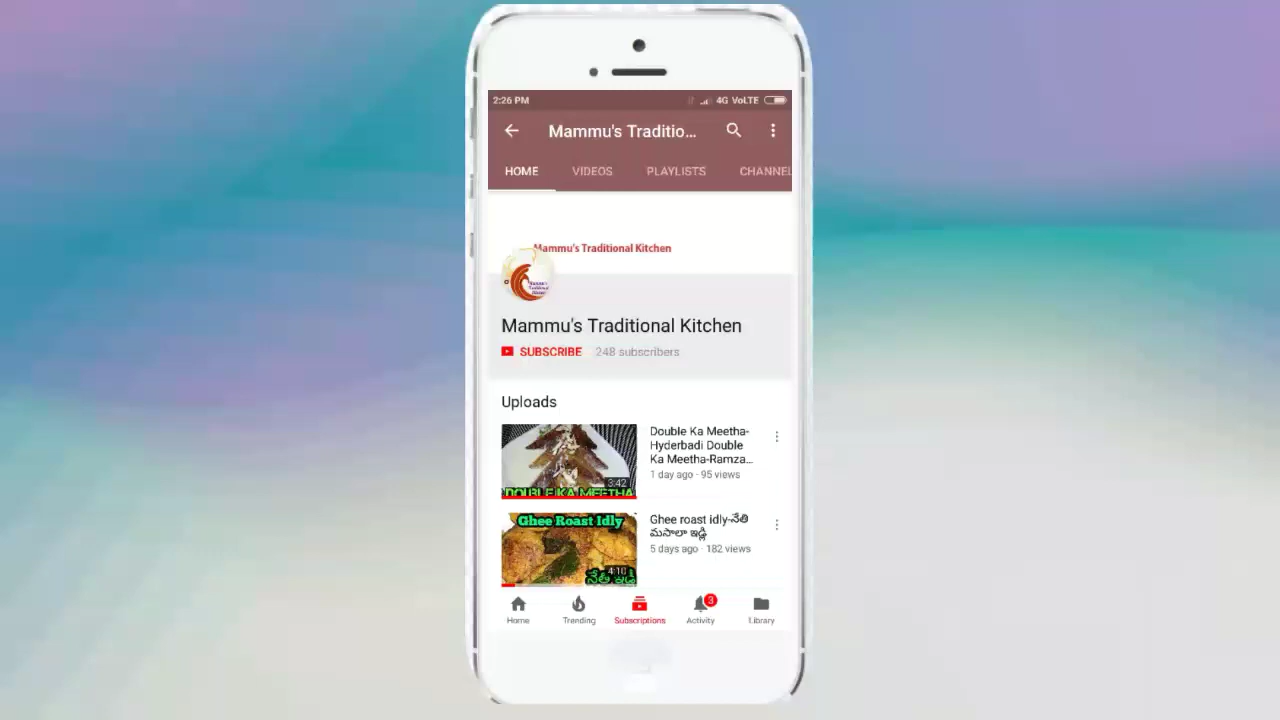 2:26 PM
4G VoLTE
Mammu's Traditio...
HOME VIDEOS PLAYLISTS CHANNEL
Mammu's Traditional Kitchen
Mammu's Traditional Kitchen
SUBSCRIBE 248 subscribers
Uploads
Double Ka Meetha-
Hyderbadi Double
Ka Meetha-Ramza...
1 day ago · 95 views
3:42
DOUBLE KA MEETHA
Ghee Roast Idly
Ghee roast idly-నేతి
మసాలా ఇడ్లి
5 days ago · 182 views
4:10
నేతి ఇడ్లి
3
Home Trending Subscriptions Activity Library